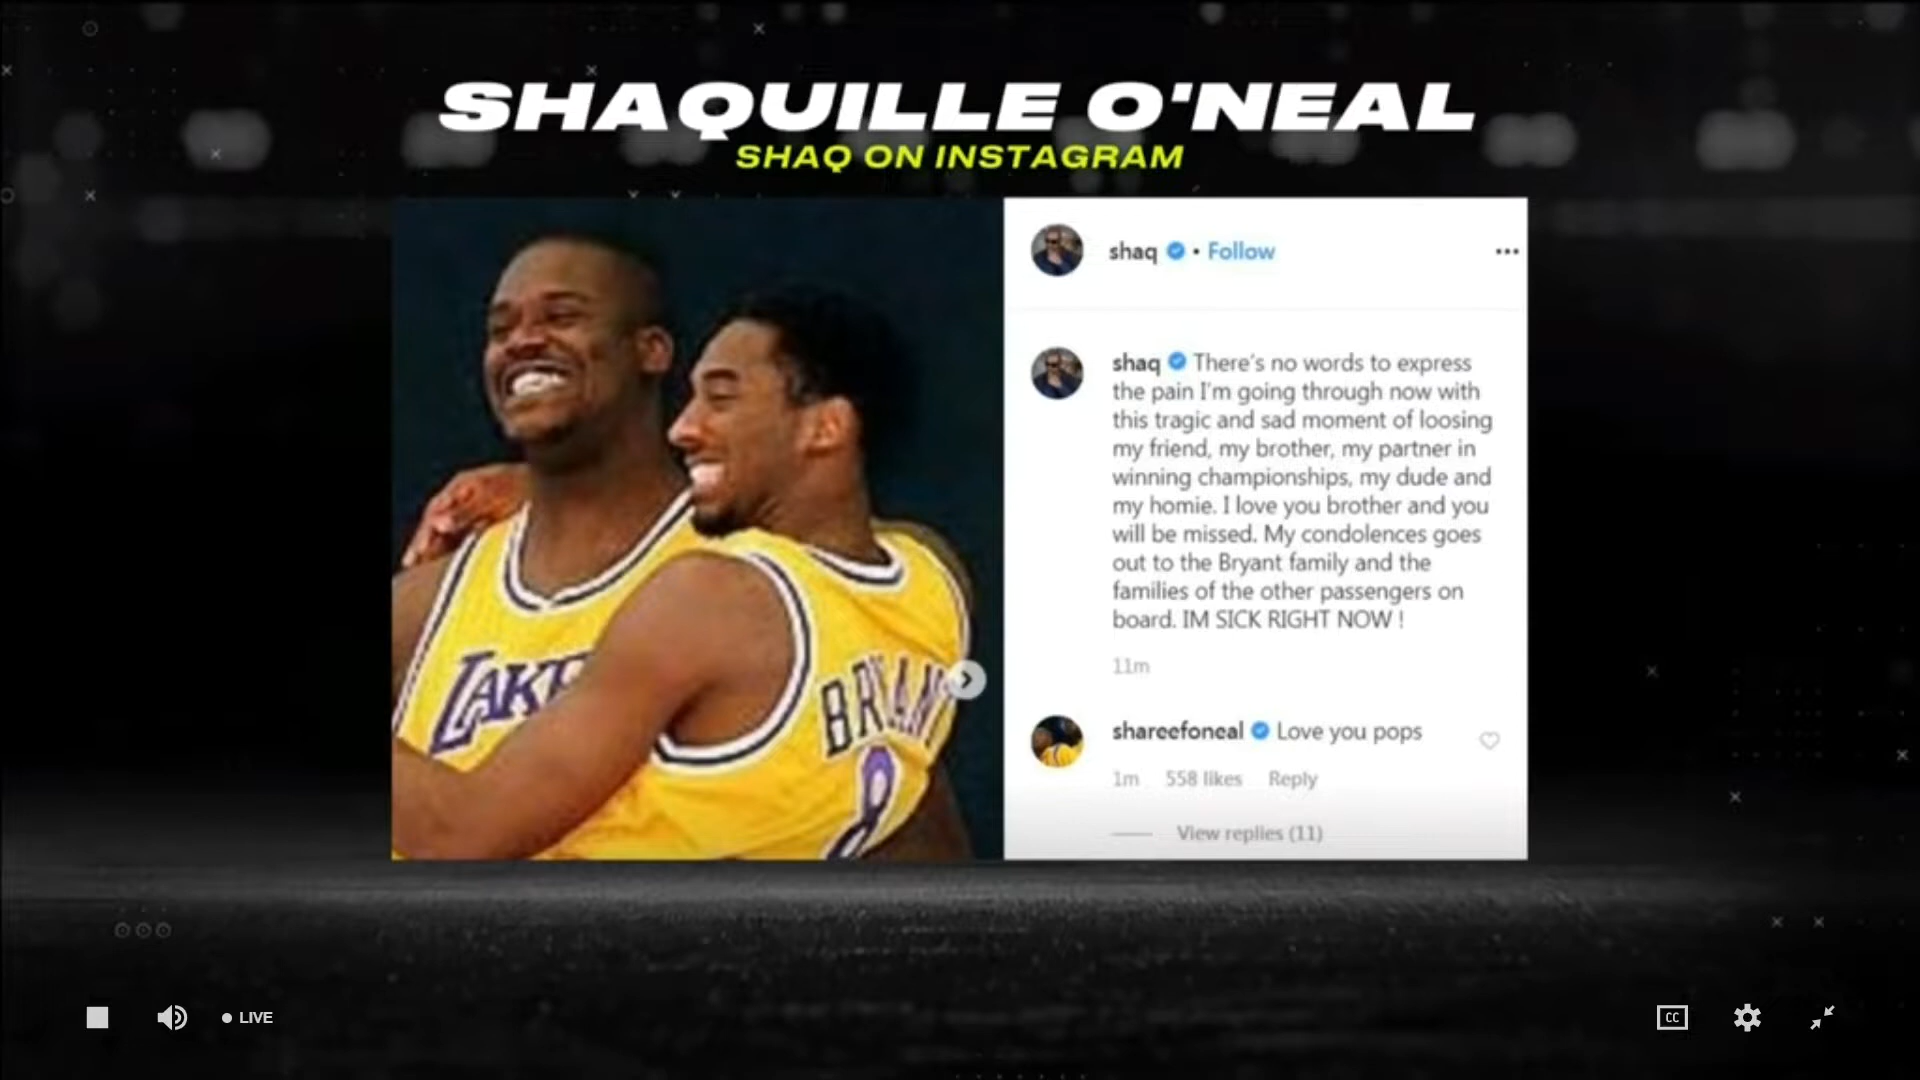 SHAQUILLE O'NEAL
SHAQ ON INSTAGRAM
LAKE
BRYANT
8
shaq • Follow
shaq There's no words to express
the pain I'm going through now with
this tragic and sad moment of loosing
my friend, my brother, my partner in
winning championships, my dude and
my homie. I love you brother and you
will be missed. My condolences goes
out to the Bryant family and the
families of the other passengers on
board. IM SICK RIGHT NOW !
11m
shareefoneal Love you pops
1m 558 likes Reply
View replies (11)
LIVE
CC